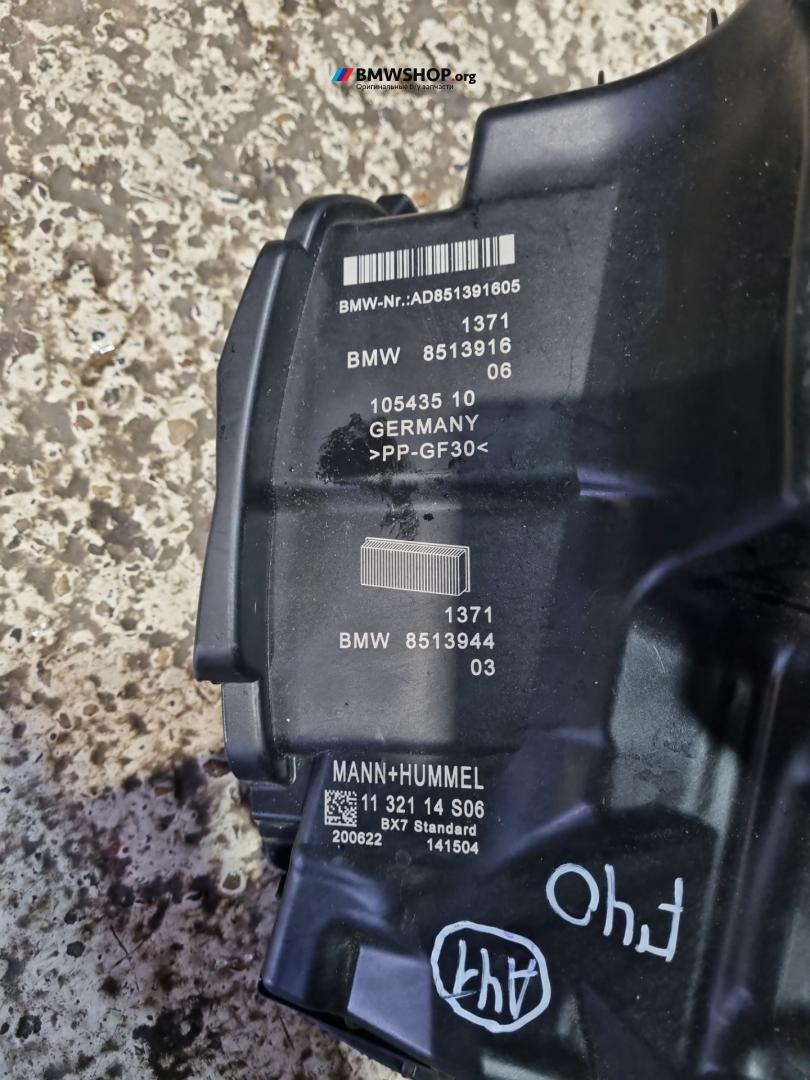 BMWSHOP.org
Оригинальные б/у запчасти
BMW-Nr.:AD851391605
1371
BMW 8513916
06
105435 10
GERMANY
>PP-GF30<
1371
BMW 8513944
03
MANN+HUMMEL
11 321 14 S06
BX7 Standard
200622 141504
F40
A41